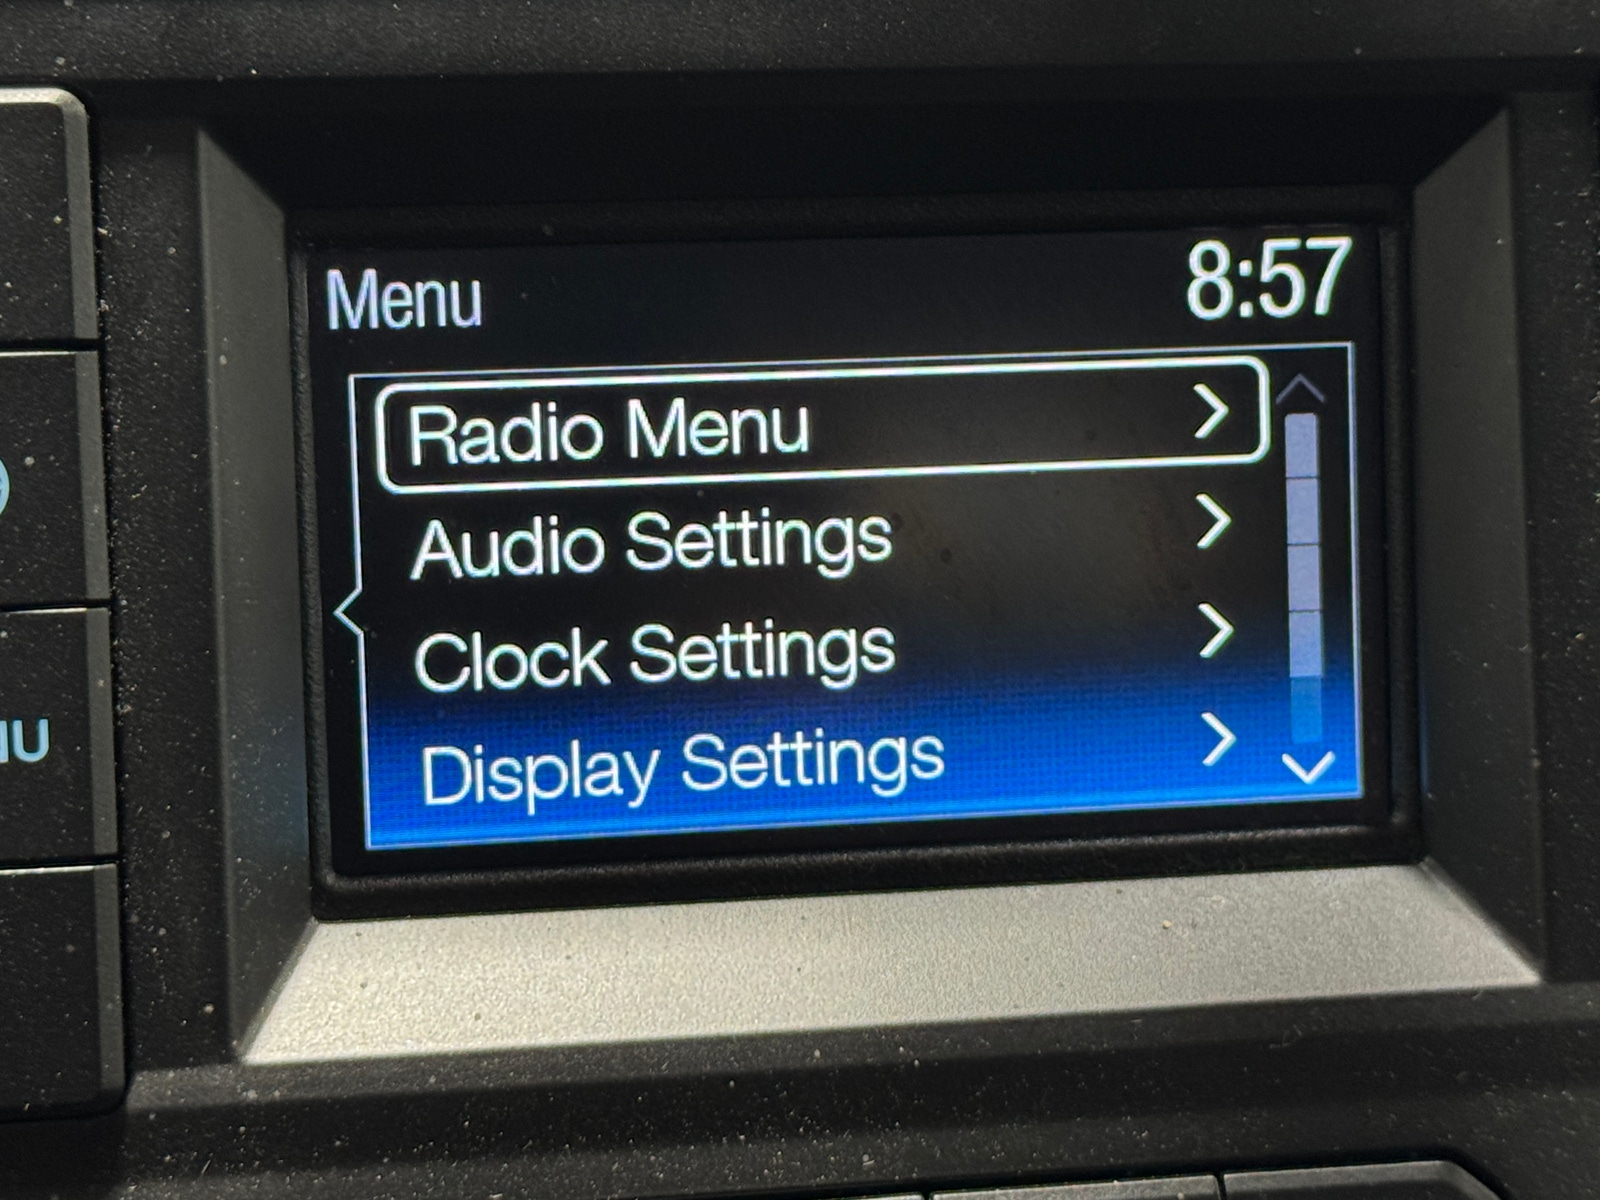 Menu 8:57
Radio Menu
Audio Settings
Clock Settings
Display Settings